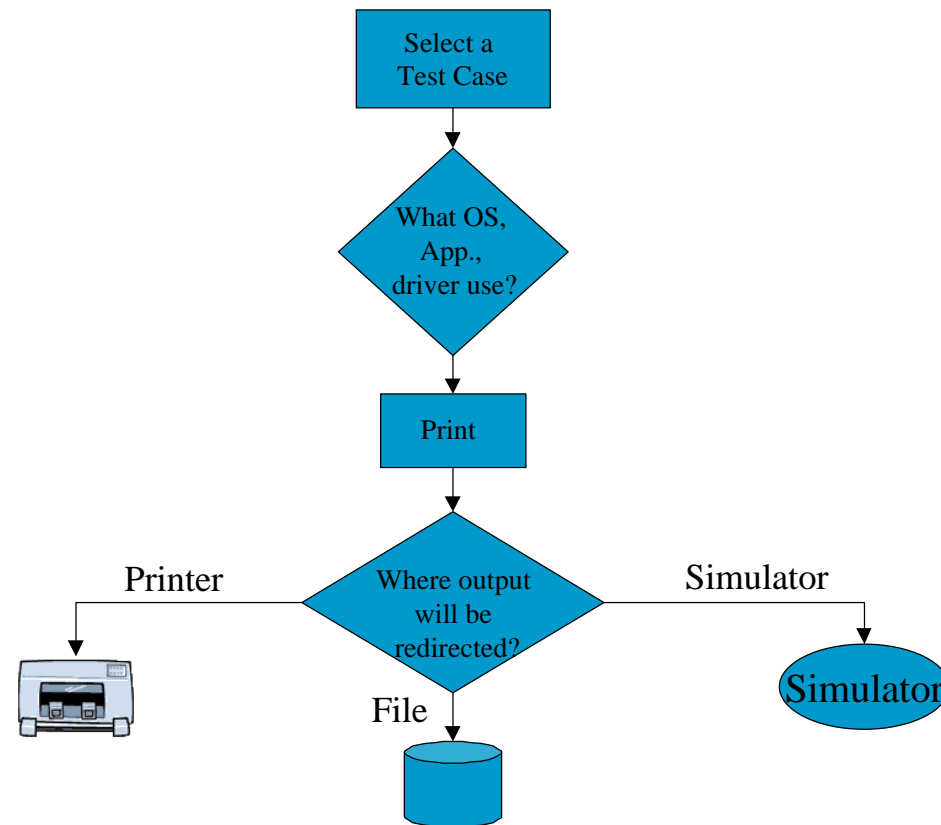 Select a
Test Case
What OS,
App.,
driver use?
Print
Where output
will be
redirected?
Printer
Simulator
Simulator
File